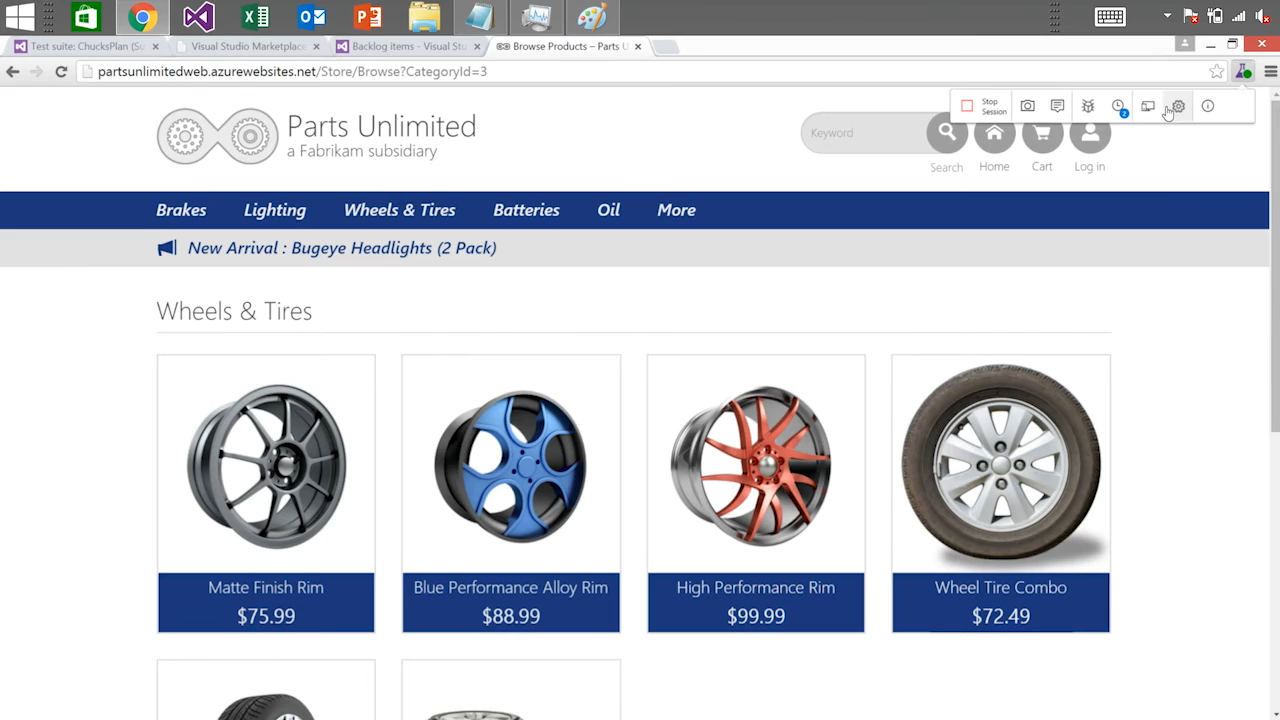 Test suite: ChucksPlan (Su
Visual Studio Marketplace
Backlog items - Visual Stu
Browse Products – Parts U
partsunlimitedweb.azurewebsites.net/Store/Browse?CategoryId=3
Stop
Session
2
Parts Unlimited
a Fabrikam subsidiary
Keyword
Search
Home
Cart
Log in
Brakes
Lighting
Wheels & Tires
Batteries
Oil
More
New Arrival : Bugeye Headlights (2 Pack)
Wheels & Tires
Matte Finish Rim
$75.99
Blue Performance Alloy Rim
$88.99
High Performance Rim
$99.99
Wheel Tire Combo
$72.49